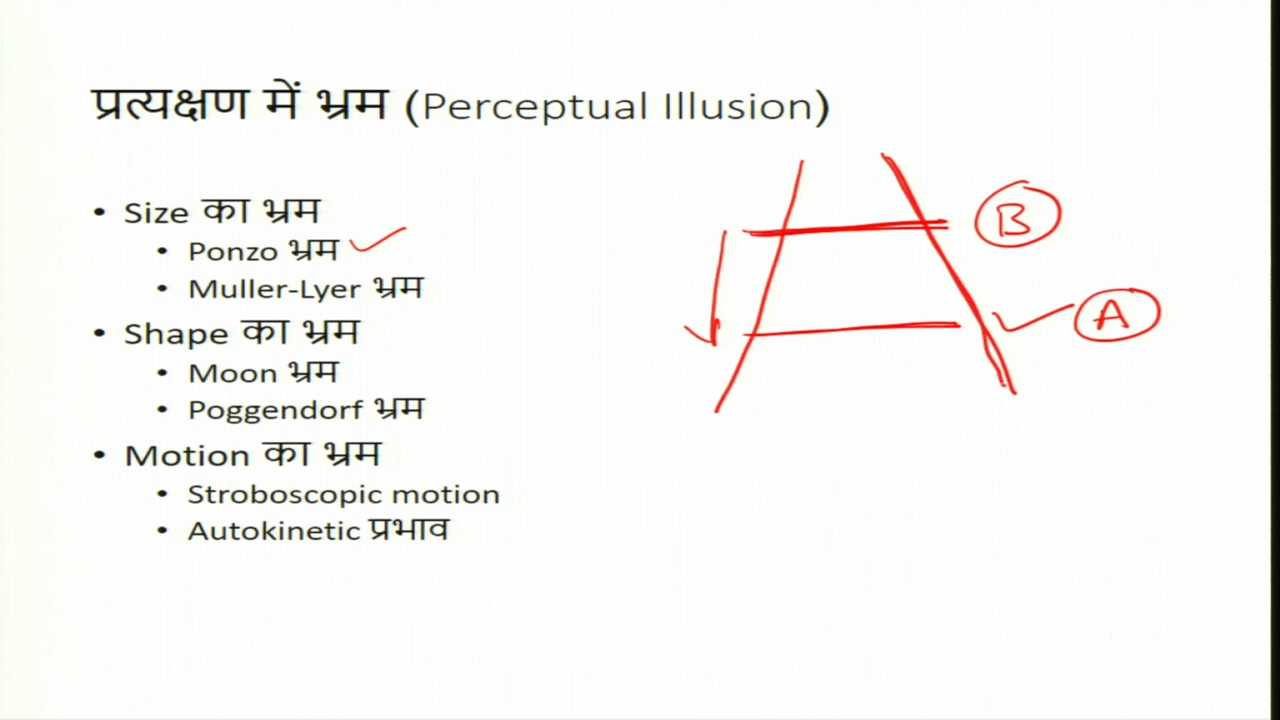 प्रत्यक्षण में भ्रम (Perceptual Illusion)
• Size का भ्रम
• Ponzo भ्रम
• Muller-Lyer भ्रम
• Shape का भ्रम
• Moon भ्रम
• Poggendorf भ्रम
• Motion का भ्रम
• Stroboscopic motion
• Autokinetic प्रभाव
B
A